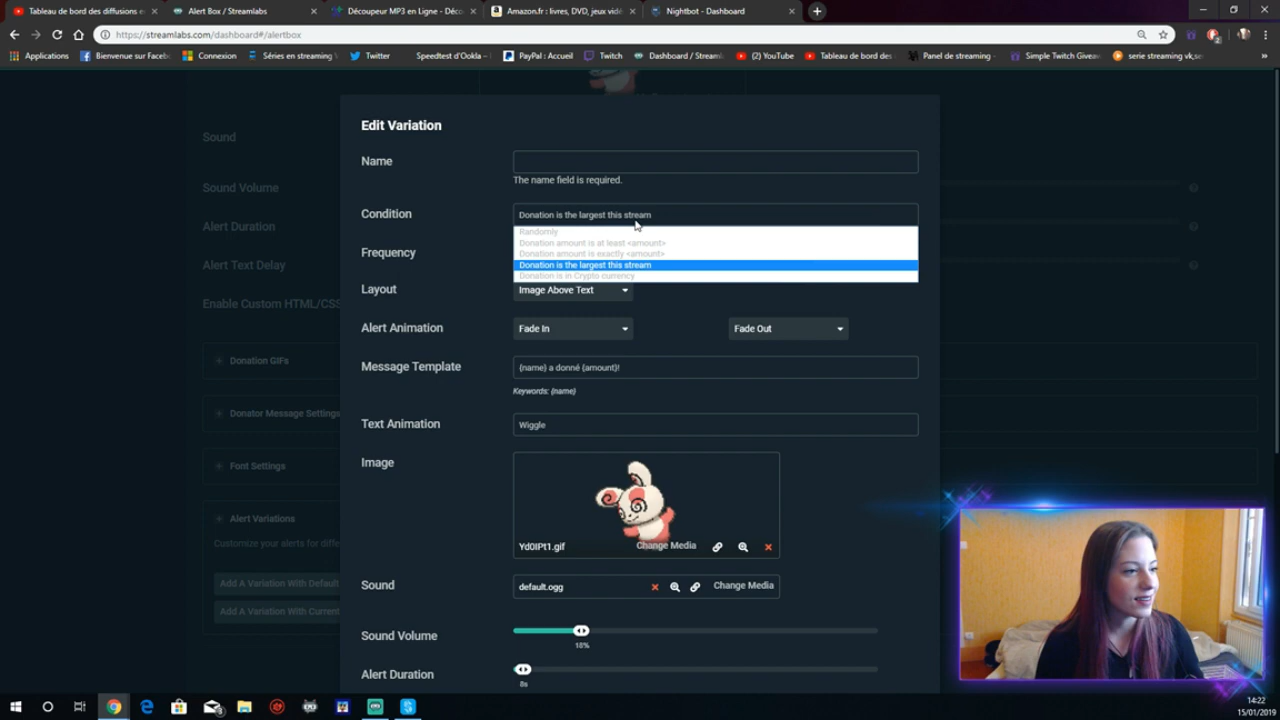 Tableau de bord des diffusions e
Alert Box / Streamlabs
Découpeur MP3 en Ligne - Déco
Amazon.fr : livres, DVD, jeux vidé
Nightbot - Dashboard
https://streamlabs.com/dashboard#/alertbox
Applications
Bienvenue sur Faceb
Connexion
Séries en streaming
Twitter
Speedtest d'Ookla -
PayPal : Accueil
Twitch
Dashboard / Streaml
(2) YouTube
Tableau de bord des
Panel de streaming -
Simple Twitch Givea
serie streaming vk,se
Edit Variation
Sound
Name
The name field is required.
Sound Volume
Condition
Donation is the largest this stream
Alert Duration
Randomly
Donation amount is at least <amount>
Frequency
Donation amount is exactly <amount>
Alert Text Delay
Donation is the largest this stream
Donation is in Crypto currency
Layout
Image Above Text
Enable Custom HTML/CSS
Alert Animation
Fade In
Fade Out
Donation GIFs
Message Template
{name} a donné {amount}!
Keywords: {name}
Donator Message Settings
Text Animation
Wiggle
Font Settings
Image
Alert Variations
Customize your alerts for diffe
Yd0IPt1.gif
Change Media
Add A Variation With Default
Sound
default.ogg
Change Media
Add A Variation With Current
Sound Volume
18%
Alert Duration
8s
14:22
15/01/2019